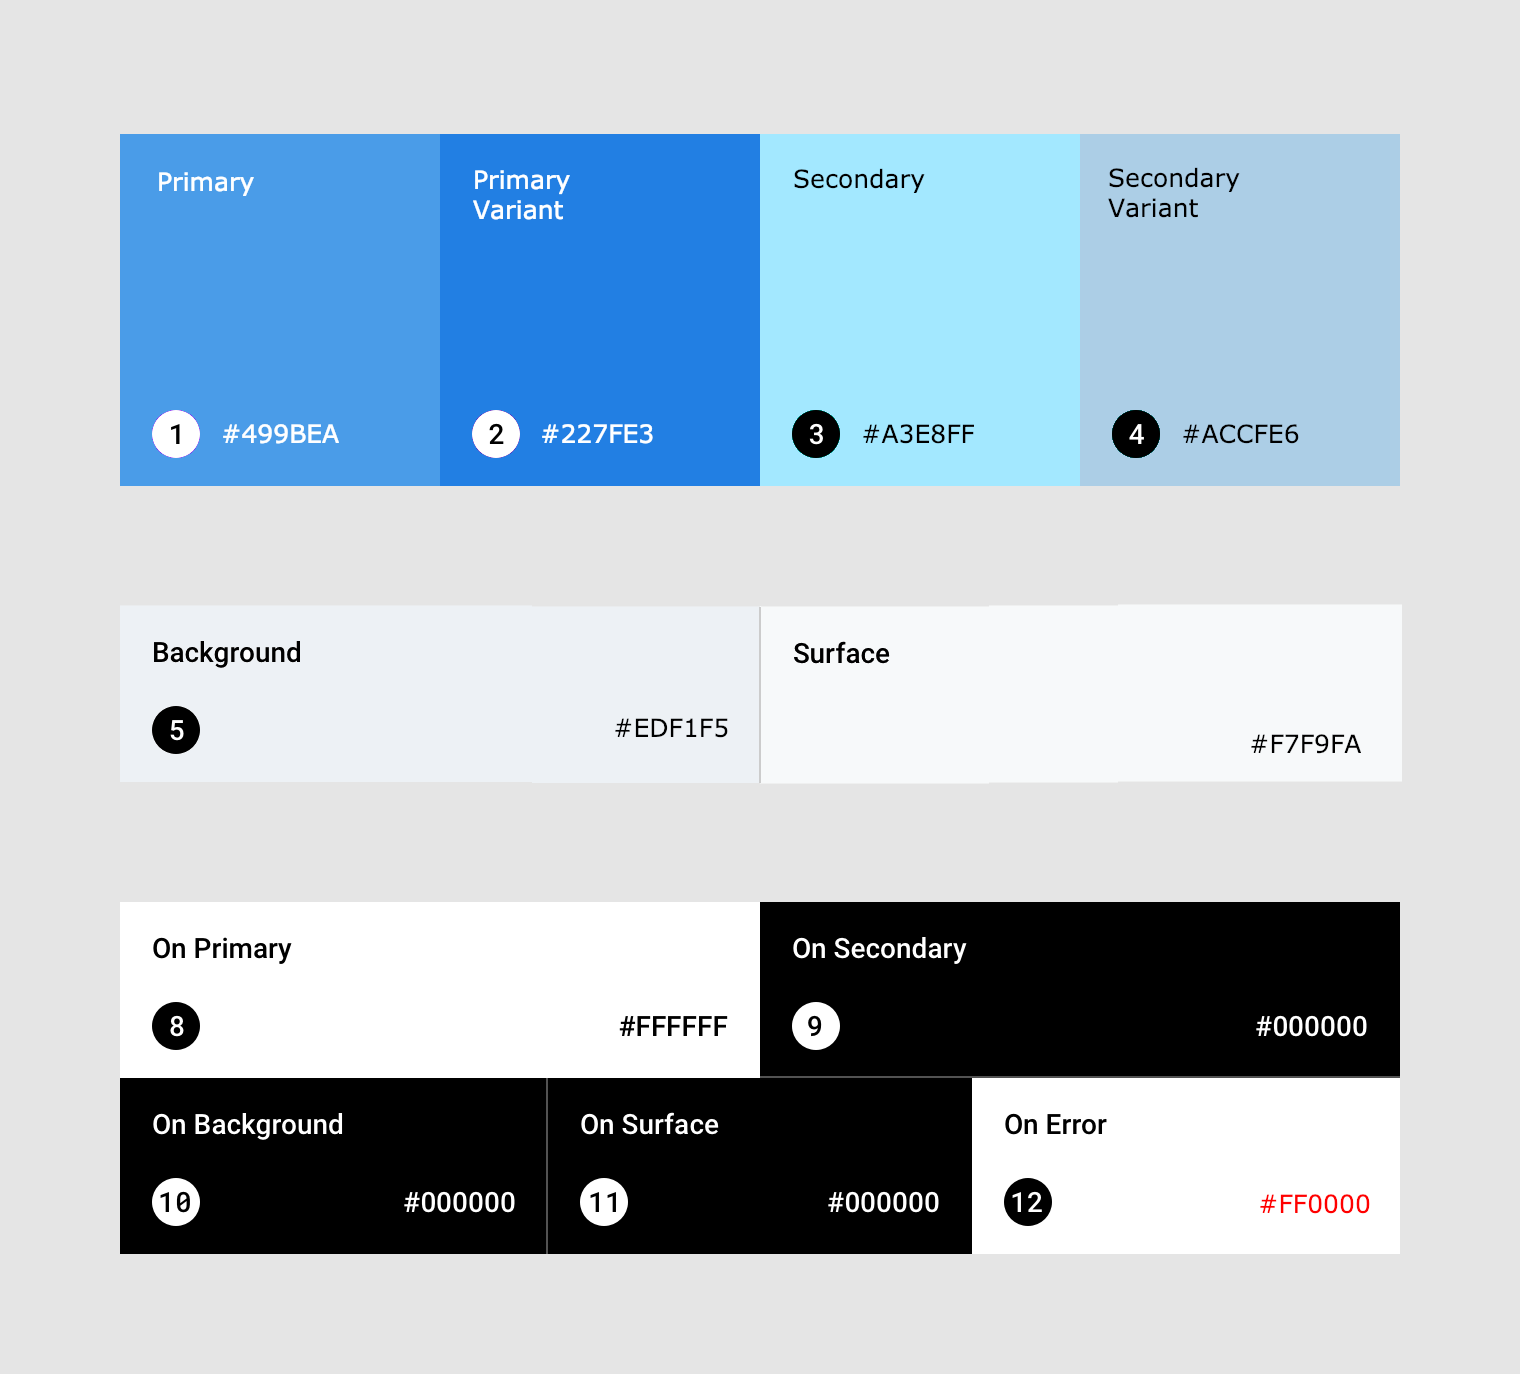 Primary
Primary
Variant
Secondary
Secondary
Variant
1 #499BEA
2 #227FE3
3 #A3E8FF
4 #ACCFE6
Background
Surface
5 #EDF1F5
#F7F9FA
On Primary
On Secondary
8 #FFFFFF
9 #000000
On Background
On Surface
On Error
10 #000000
11 #000000
12 #FF0000